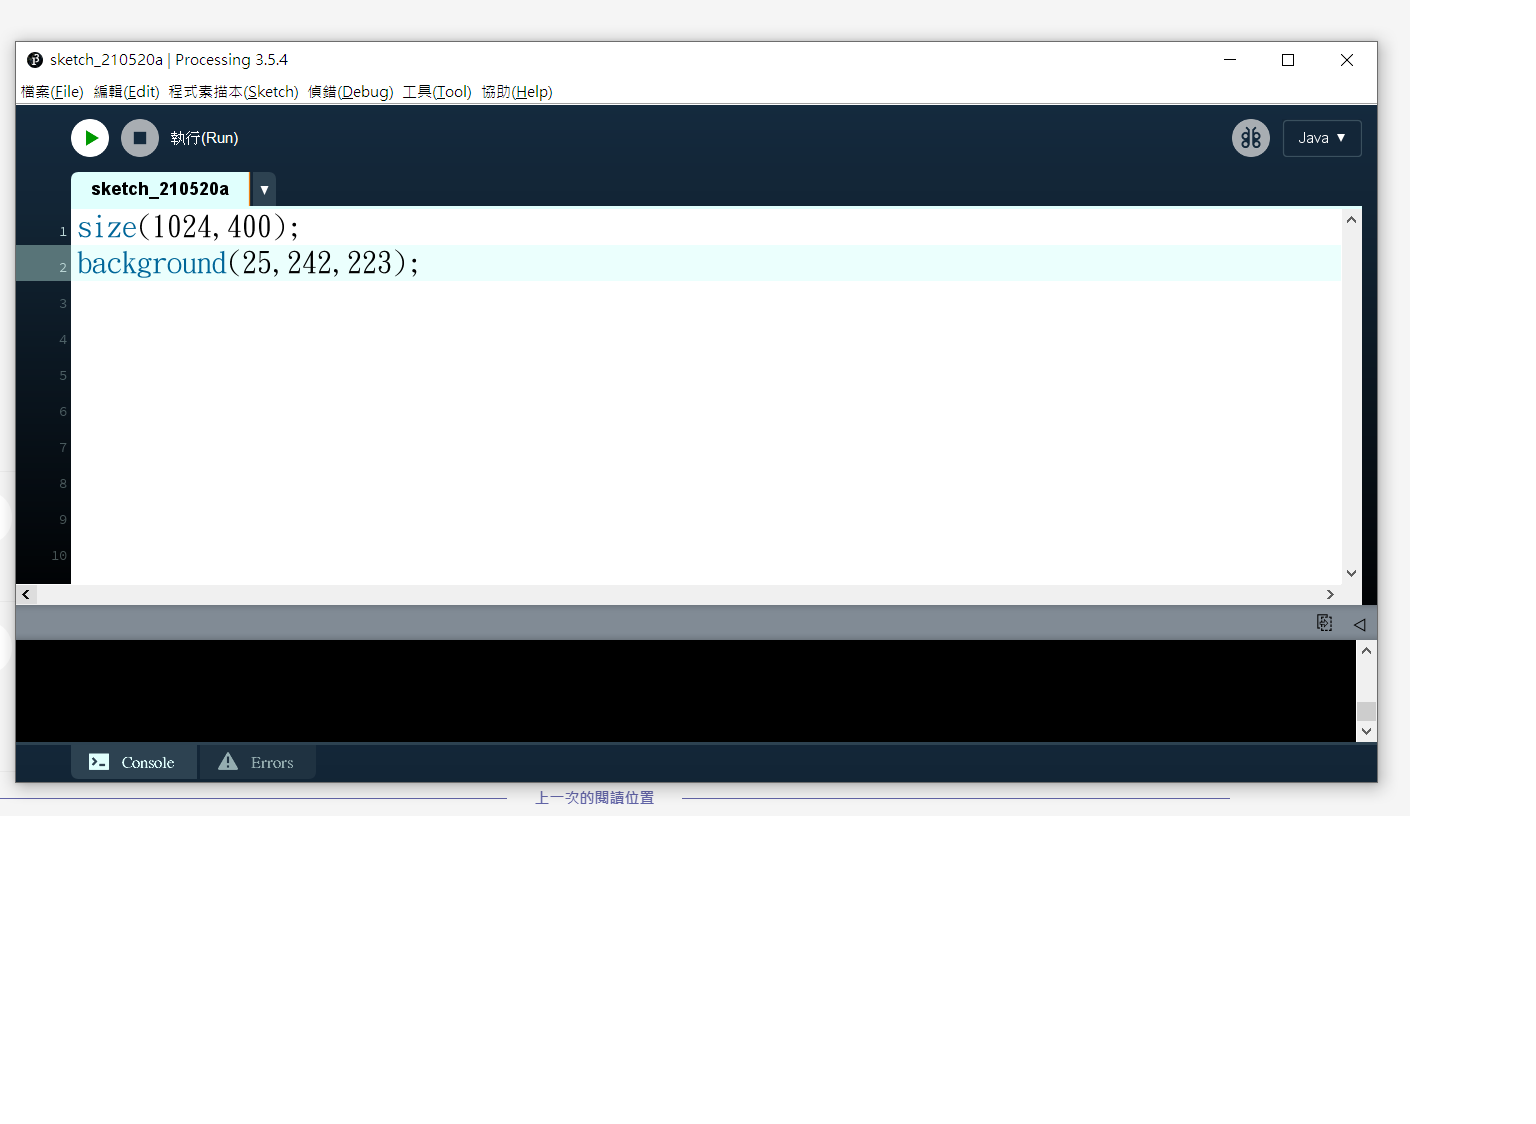 sketch_210520a | Processing 3.5.4
檔案(File) 編輯(Edit) 程式素描本(Sketch) 偵錯(Debug) 工具(Tool) 協助(Help)
執行(Run)
Java ▼
sketch_210520a ▼
1 size(1024,400);
2 background(25,242,223);
3
4
5
6
7
8
9
10
Console Errors
上一次的閱讀位置